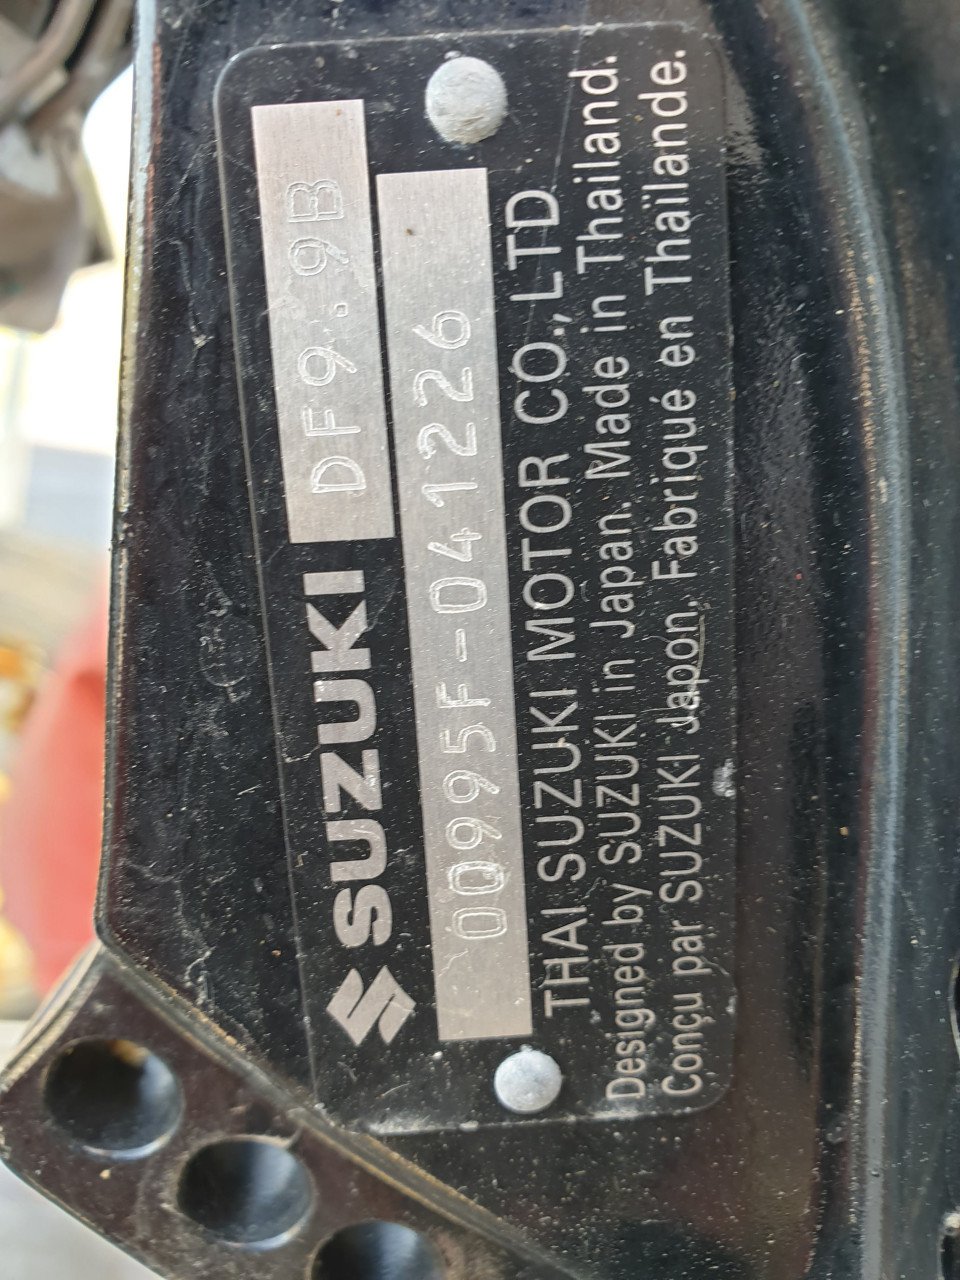 SUZUKI DF9.9B
00995F-041226
THAI SUZUKI MOTOR CO.,LTD
Designed by SUZUKI in Japan. Made in Thailand.
Conçu par SUZUKI Japon. Fabriqué en Thaïlande.